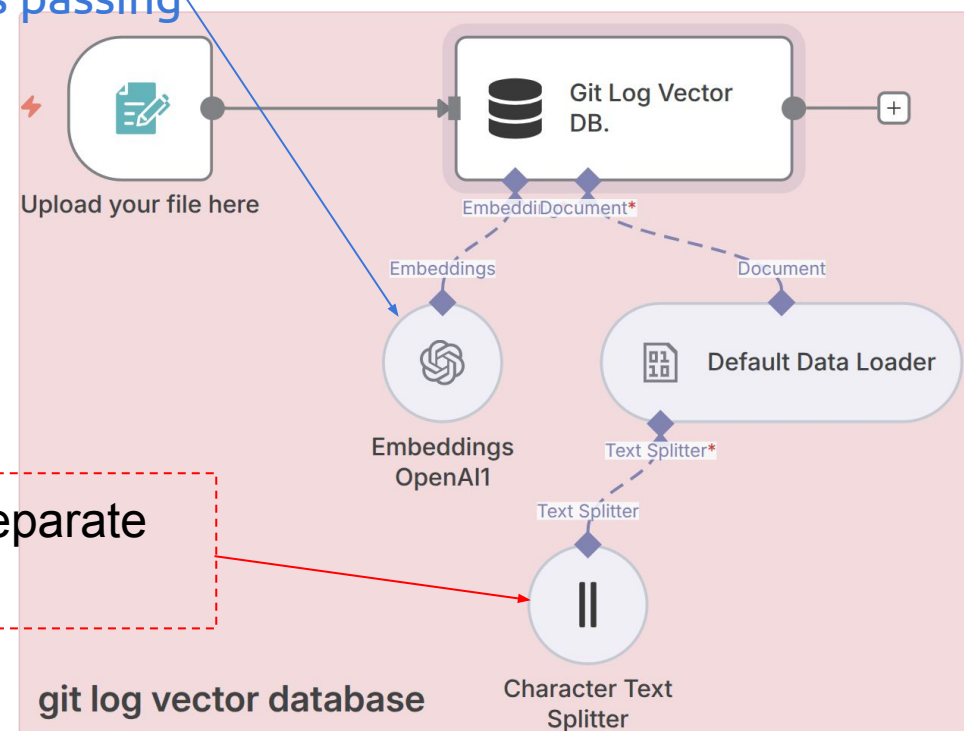 passing
Git Log Vector
DB.
+
Upload your file here
EmbeddiDocument*
Embeddings
Document
Default Data Loader
Embeddings
OpenAI1
Text Splitter*
Text Splitter
Character Text
Splitter
git log vector database